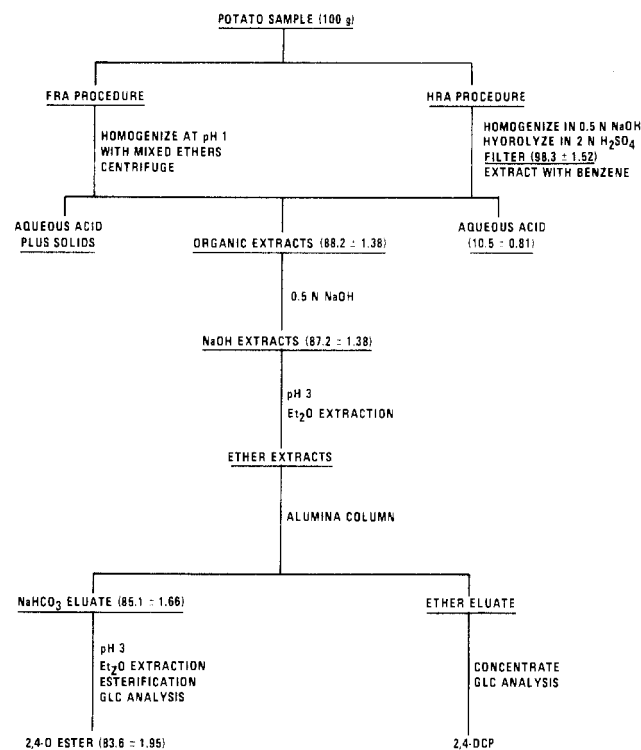 POTATO SAMPLE (100 g)
FRA PROCEDURE
HOMOGENIZE AT pH 1
WITH MIXED ETHERS
CENTRIFUGE
HRA PROCEDURE
HOMOGENIZE IN 0.5 N NaOH
HYDROLYZE IN 2 N H₂SO₄
FILTER (98.3 ± 1.52)
EXTRACT WITH BENZENE
AQUEOUS ACID
PLUS SOLIDS
ORGANIC EXTRACTS (88.2 ± 1.38)
AQUEOUS ACID
(10.5 ± 0.81)
0.5 N NaOH
NaOH EXTRACTS (87.2 ± 1.38)
pH 3
Et₂O EXTRACTION
ETHER EXTRACTS
ALUMINA COLUMN
NaHCO₃ ELUATE (85.1 ± 1.66)
pH 3
Et₂O EXTRACTION
ESTERIFICATION
GLC ANALYSIS
2,4-D ESTER (83.6 ± 1.95)
ETHER ELUATE
CONCENTRATE
GLC ANALYSIS
2,4-DCP